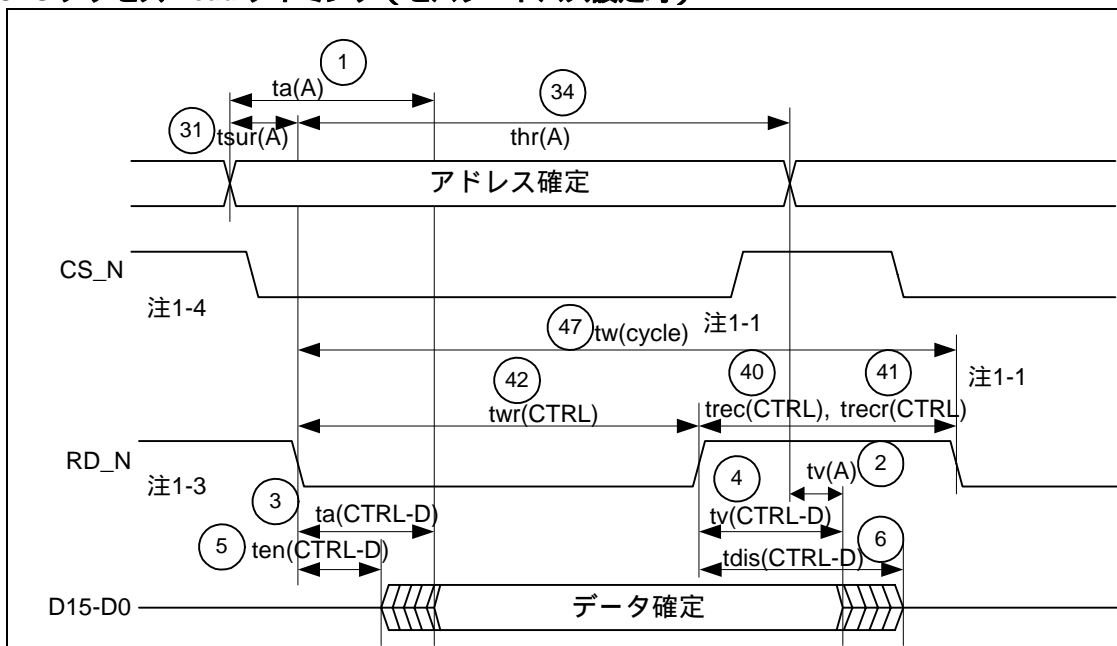 1
ta(A)
34
31
tsur(A)
thr(A)
アドレス確定
CS_N
注1-4
47
tw(cycle)
注1-1
42
40
41
注1-1
twr(CTRL)
trec(CTRL), trecr(CTRL)
RD_N
注1-3
2
tv(A)
4
3
ta(CTRL-D)
tv(CTRL-D)
5
ten(CTRL-D)
6
tdis(CTRL-D)
D15-D0
データ確定